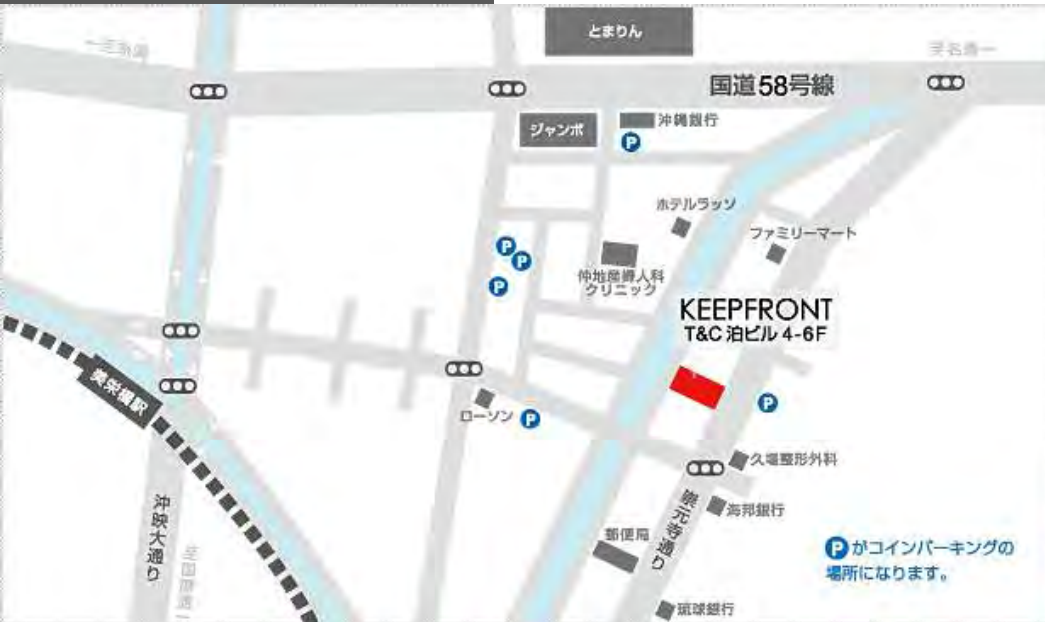 とまりん
国道58号線
ジャンボ
沖縄銀行
P
ホテルラッソ
ファミリーマート
P
P
P
仲地産婦人科
クリニック
KEEPFRONT
T&C 泊ビル 4-6F
美栄橋駅
ローソン P
P
久場整形外科
海邦銀行
崇元寺通り
郵便局
沖映大通り
琉球銀行
Pがコインパーキングの
場所になります。